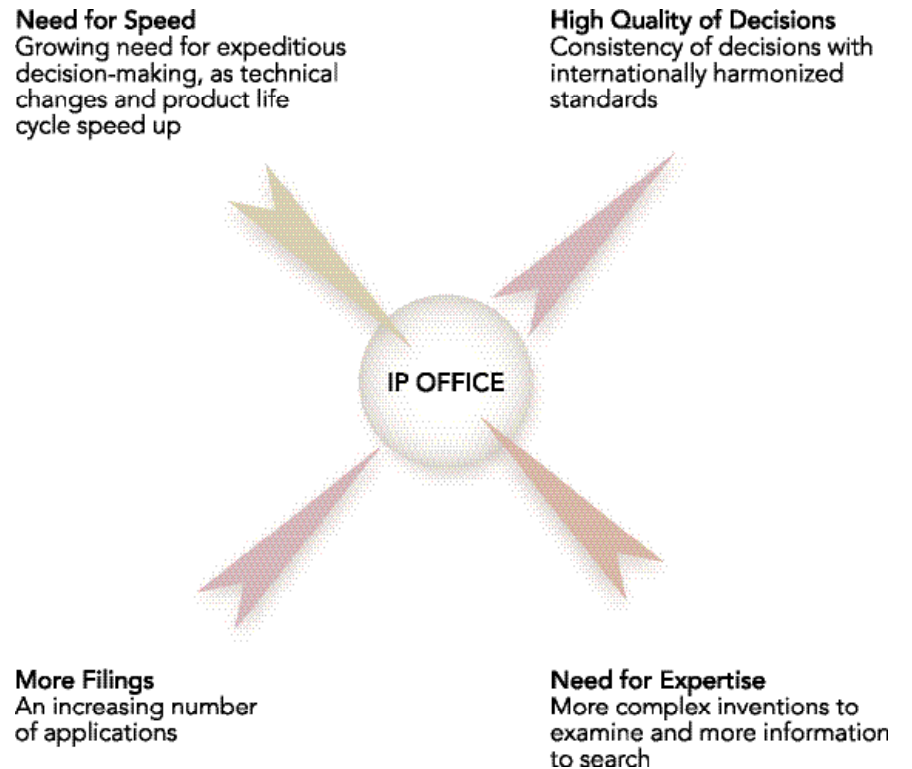 Need for Speed
Growing need for expeditious
decision-making, as technical
changes and product life
cycle speed up
High Quality of Decisions
Consistency of decisions with
internationally harmonized
standards
IP OFFICE
More Filings
An increasing number
of applications
Need for Expertise
More complex inventions to
examine and more information
to search